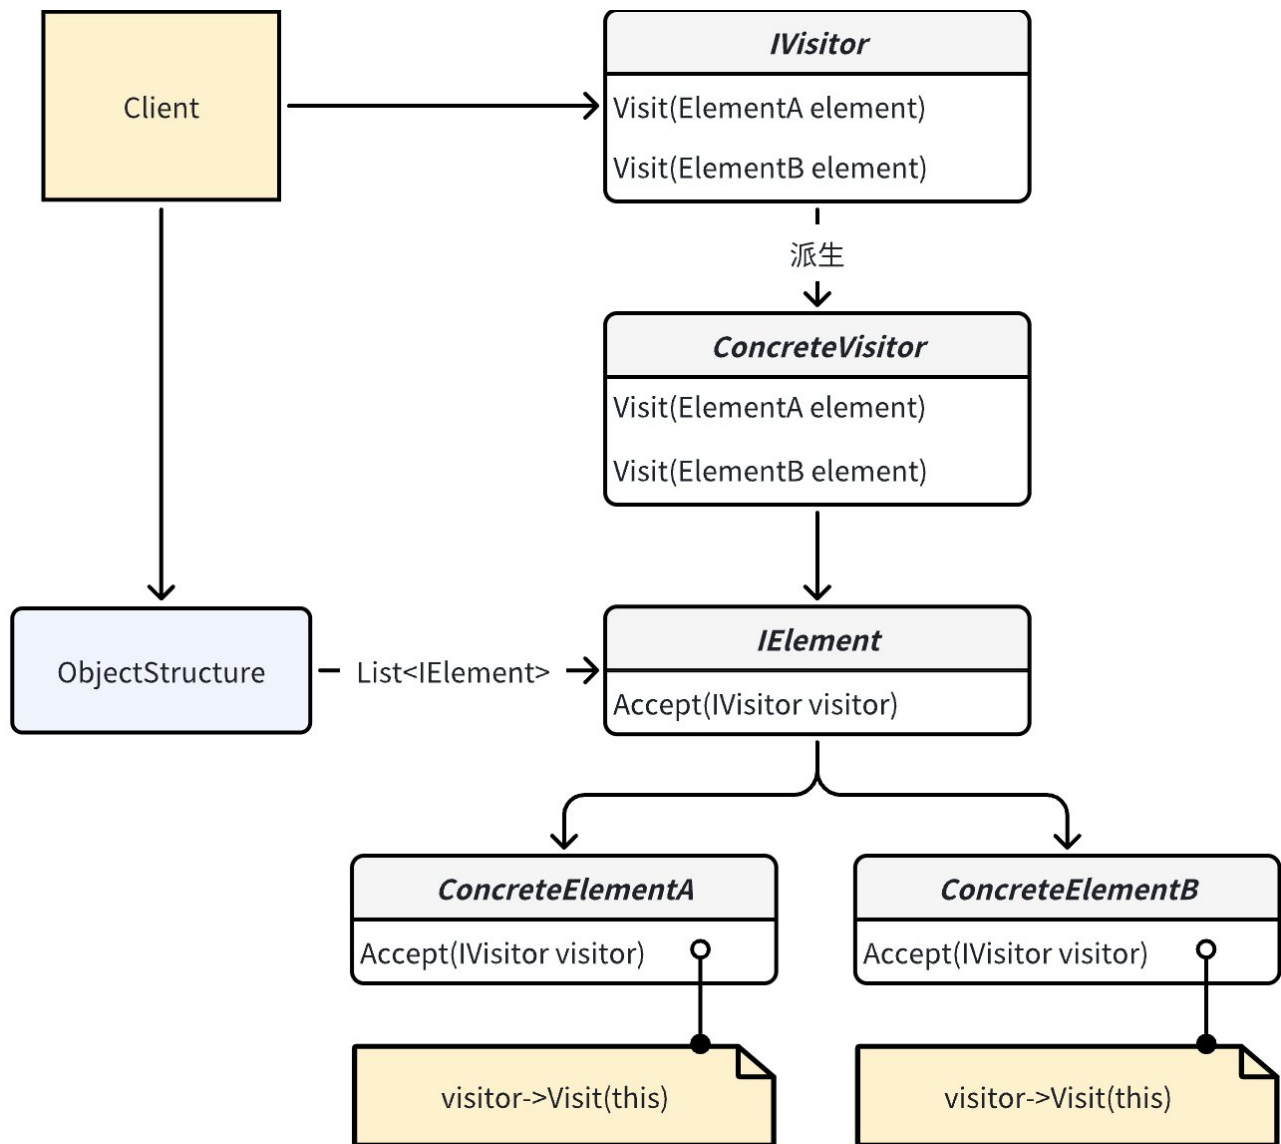 Client
IVisitor
Visit(ElementA element)
Visit(ElementB element)
派生
ConcreteVisitor
Visit(ElementA element)
Visit(ElementB element)
ObjectStructure
List<IElement>
IElement
Accept(IVisitor visitor)
ConcreteElementA
Accept(IVisitor visitor)
ConcreteElementB
Accept(IVisitor visitor)
visitor->Visit(this)
visitor->Visit(this)